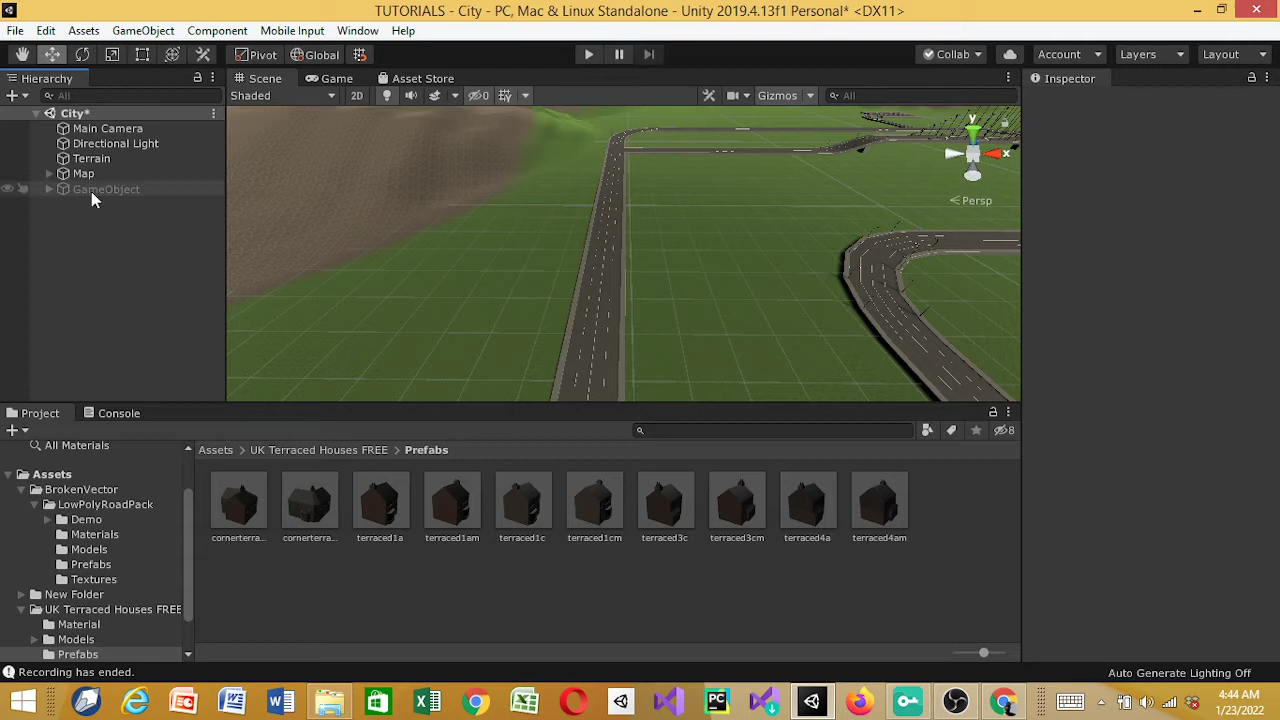 TUTORIALS - City - PC, Mac & Linux Standalone - Unity 2019.4.13f1 Personal* <DX11>
File Edit Assets GameObject Component Mobile Input Window Help
Pivot Global Collab Account Layers Layout
Hierarchy Scene Game Asset Store Inspector
All Shaded 2D 0 Gizmos All
City*
Main Camera
Directional Light
Terrain
Map
GameObject
y
x
Persp
Project Console
8
All Materials
Assets > UK Terraced Houses FREE > Prefabs
Assets
BrokenVector
LowPolyRoadPack
Demo
Materials
Models
Prefabs
Textures
New Folder
UK Terraced Houses FREE
Material
Models
Prefabs
cornerterra... cornerterra... terraced1a terraced1am terraced1c terraced1cm terraced3c terraced3cm terraced4a terraced4am
Recording has ended. Auto Generate Lighting Off
4:44 AM
1/23/2022